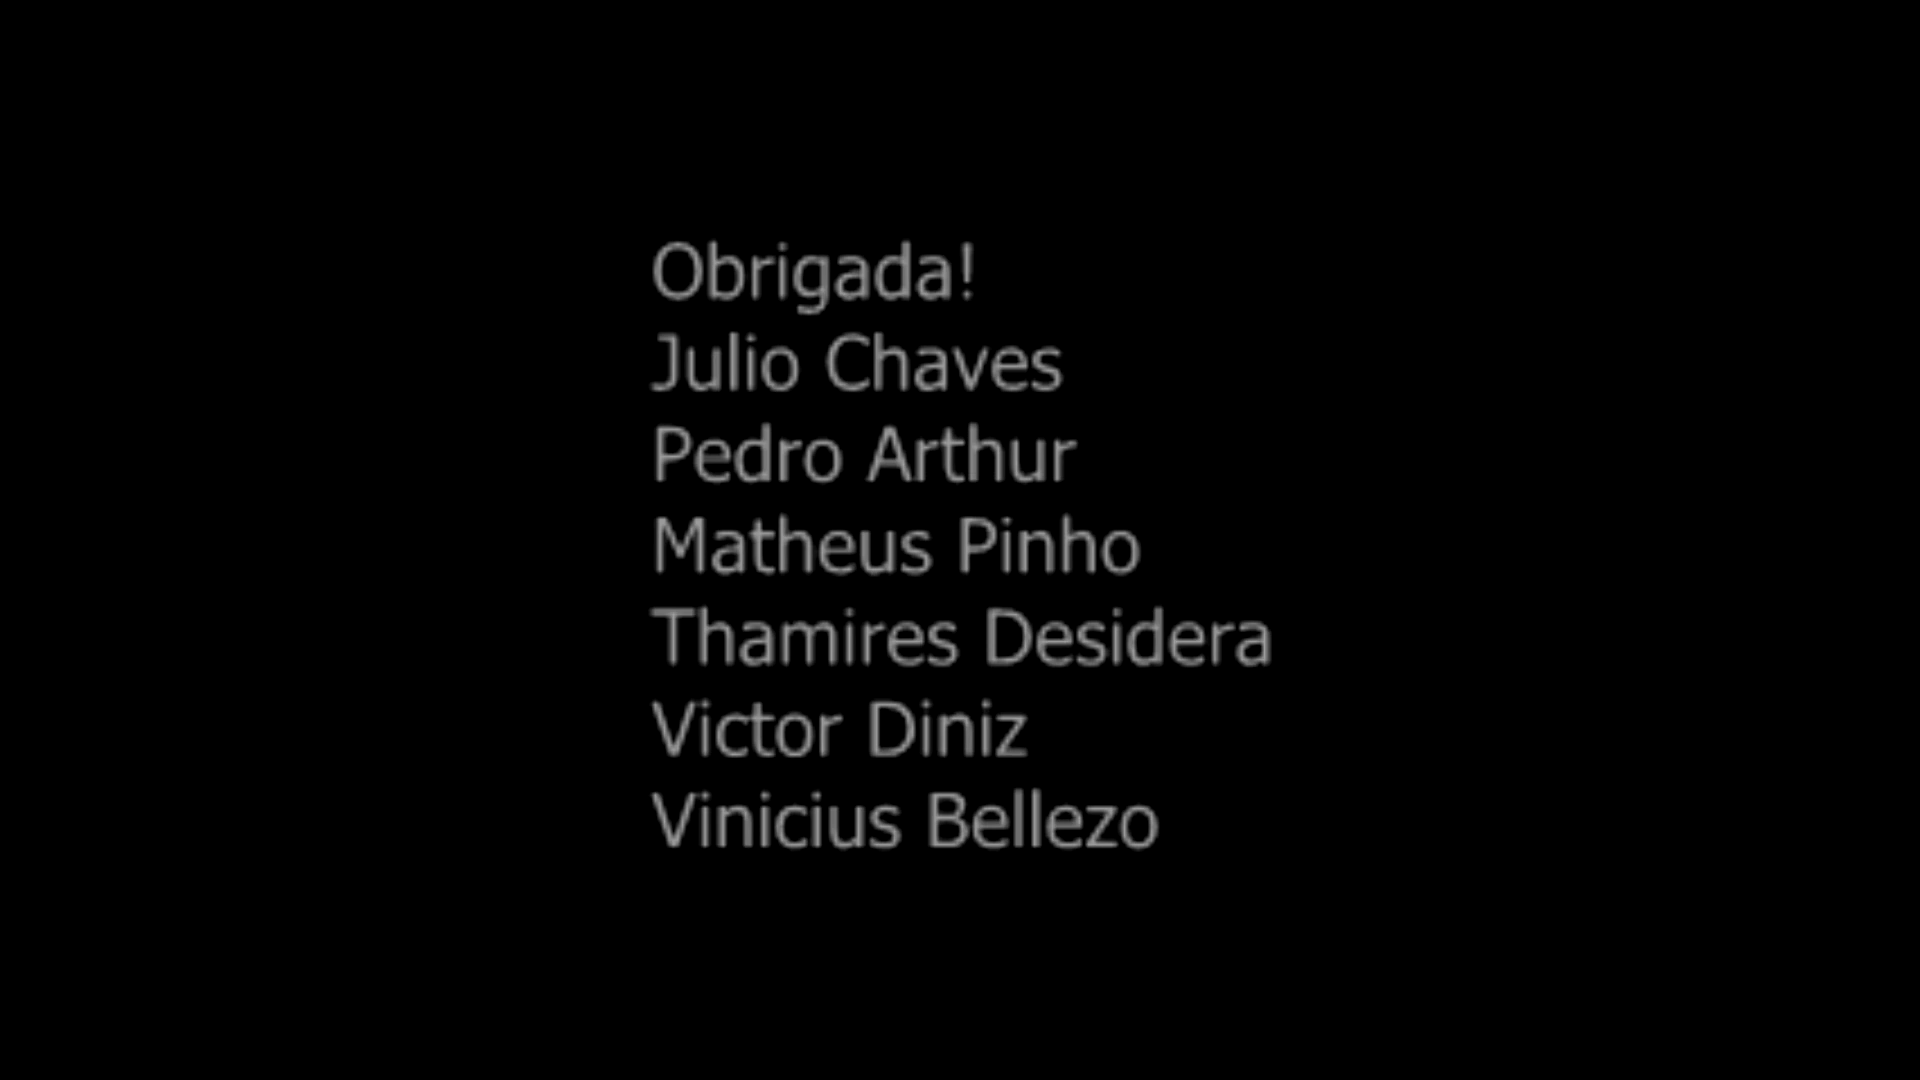 Obrigada!
Julio Chaves
Pedro Arthur
Matheus Pinho
Thamires Desidera
Victor Diniz
Vinicius Bellezo